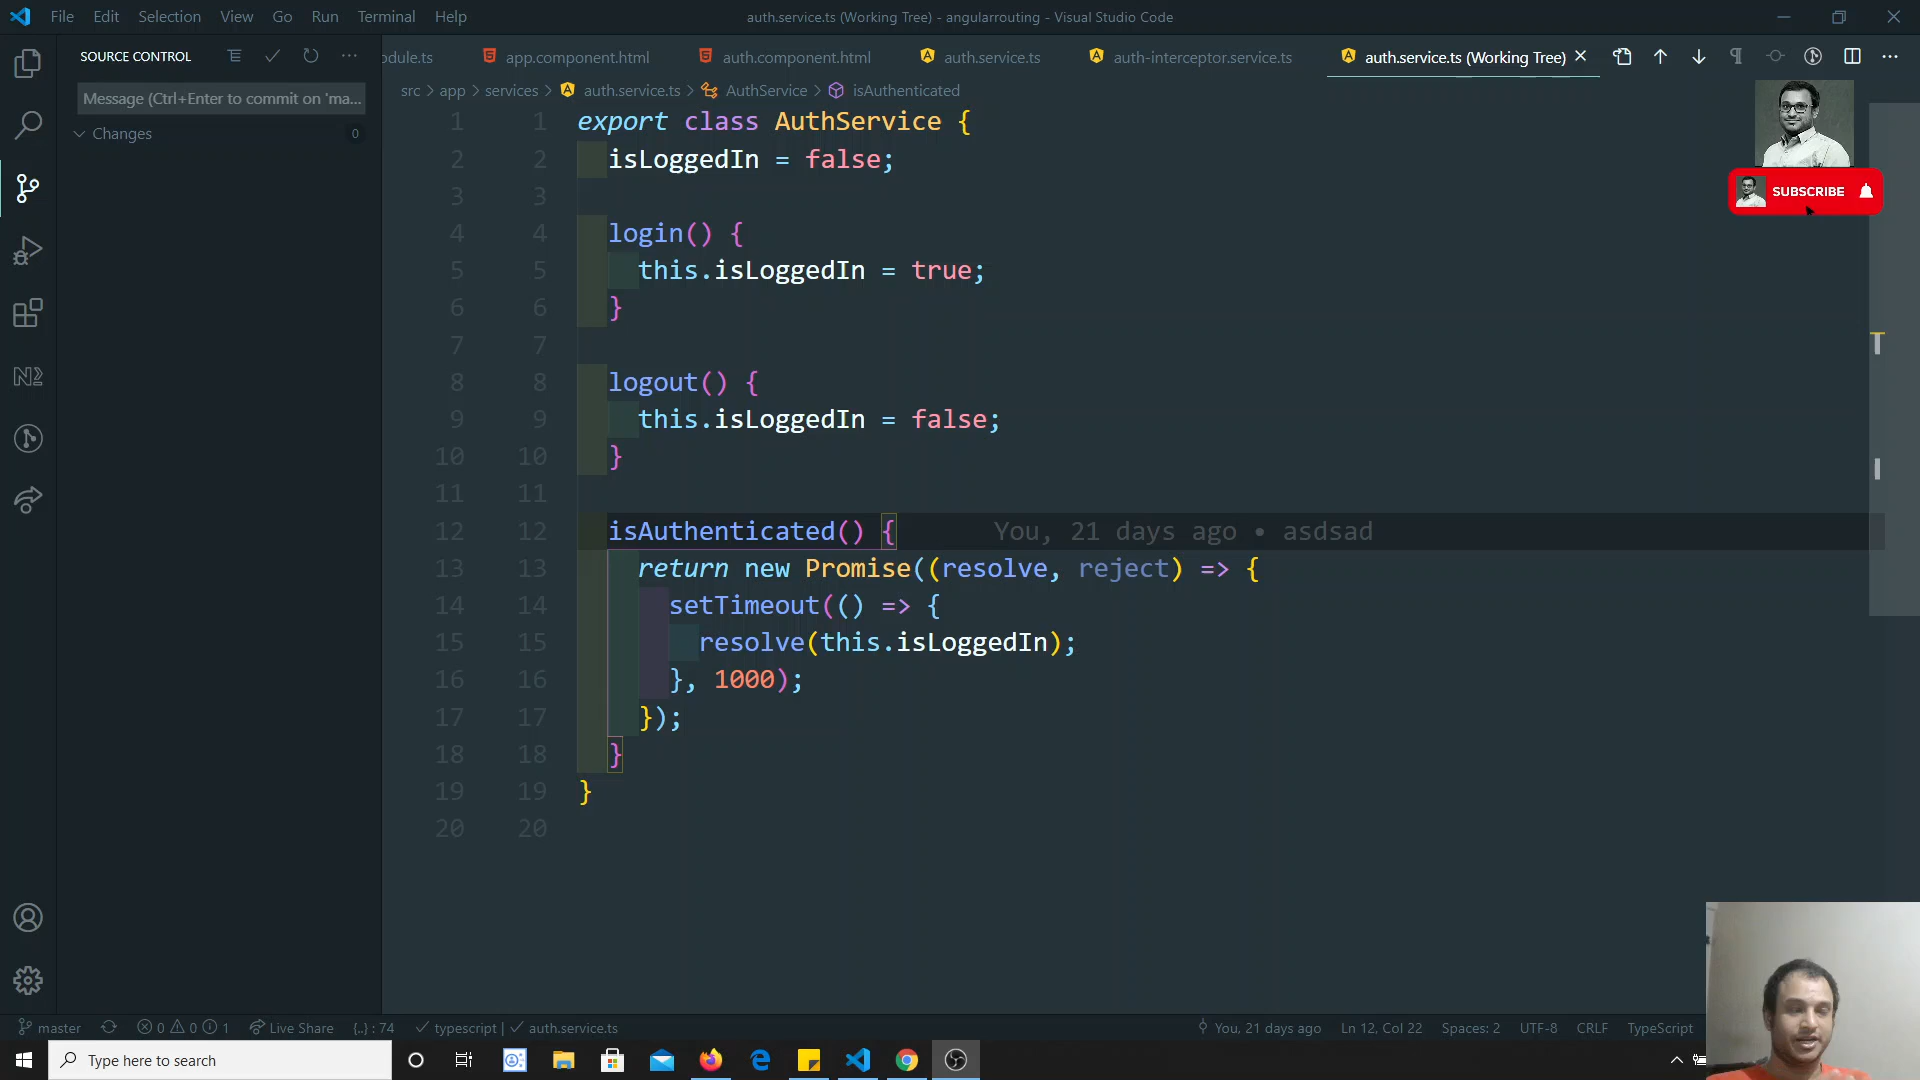 File Edit Selection View Go Run Terminal Help
auth.service.ts (Working Tree) - angularrouting - Visual Studio Code
SOURCE CONTROL
odule.ts
app.component.html
auth.component.html
auth.service.ts
auth-interceptor.service.ts
auth.service.ts (Working Tree)
Message (Ctrl+Enter to commit on 'ma...
Changes 0
src > app > services > auth.service.ts > AuthService > isAuthenticated
SUBSCRIBE
1 1 export class AuthService {
2 2 isLoggedIn = false;
3 3
4 4 login() {
5 5 this.isLoggedIn = true;
6 6 }
7 7
8 8 logout() {
9 9 this.isLoggedIn = false;
10 10 }
11 11
12 12 isAuthenticated() { You, 21 days ago • asdsad
13 13 return new Promise((resolve, reject) => {
14 14 setTimeout(() => {
15 15 resolve(this.isLoggedIn);
16 16 }, 1000);
17 17 });
18 18 }
19 19 }
20 20
master 0 0 1 Live Share {..} : 74 typescript | auth.service.ts You, 21 days ago Ln 12, Col 22 Spaces: 2 UTF-8 CRLF TypeScript
Type here to search